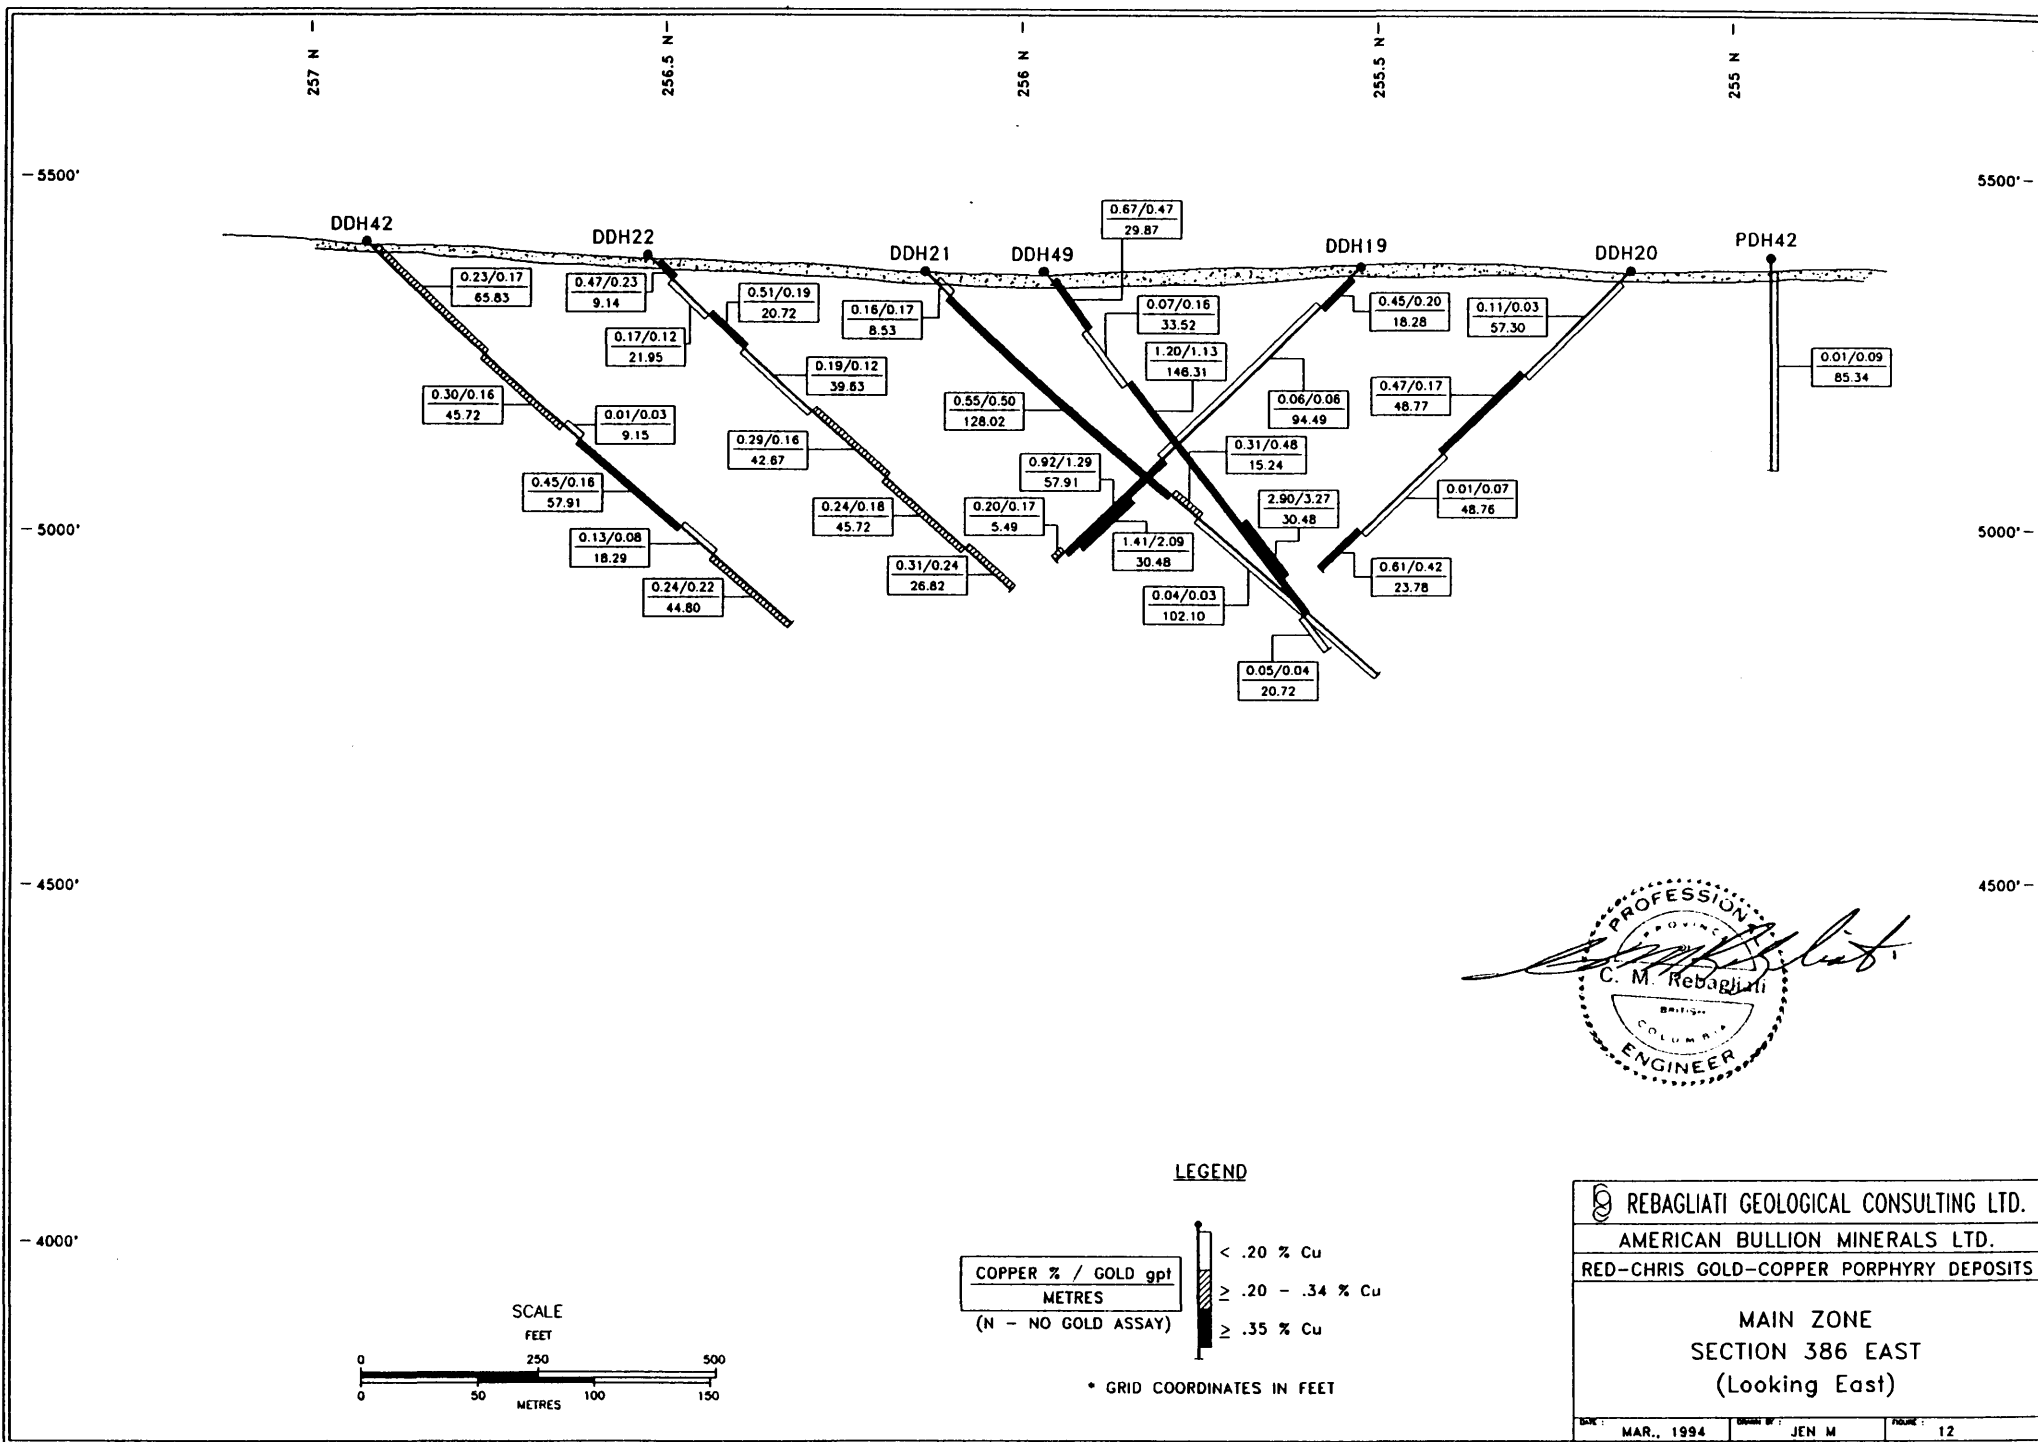 257 N
256.5 N
256 N
255.5 N
255 N
5500'
5500'
DDH42
DDH22
DDH21
DDH49
DDH19
DDH20
PDH42
0.67/0.47
29.87
0.23/0.17
65.83
0.47/0.23
9.14
0.51/0.19
20.72
0.16/0.17
8.53
0.07/0.16
33.52
0.45/0.20
18.28
0.11/0.03
57.30
0.17/0.12
21.95
1.20/1.13
146.31
0.01/0.09
85.34
0.19/0.12
39.63
0.30/0.16
45.72
0.01/0.03
9.15
0.55/0.50
128.02
0.06/0.06
94.49
0.47/0.17
48.77
0.29/0.16
42.67
0.31/0.48
15.24
0.92/1.29
57.91
0.45/0.16
57.91
0.24/0.18
45.72
0.20/0.17
5.49
2.90/3.27
30.48
0.01/0.07
48.76
5000'
5000'
0.13/0.08
18.29
1.41/2.09
30.48
0.31/0.24
26.82
0.61/0.42
23.78
0.24/0.22
44.80
0.04/0.03
102.10
0.05/0.04
20.72
4500'
4500'
PROFESSION
PROVINCE
OF
C. M. Rebagliati
BRITISH
COLUMBIA
ENGINEER
4000'
LEGEND
< .20 % Cu
≥ .20 - .34 % Cu
≥ .35 % Cu
COPPER % / GOLD gpt
METRES
(N - NO GOLD ASSAY)
* GRID COORDINATES IN FEET
SCALE
FEET
0 250 500
0 50 100 150
METRES
REBAGLIATI GEOLOGICAL CONSULTING LTD.
AMERICAN BULLION MINERALS LTD.
RED-CHRIS GOLD-COPPER PORPHYRY DEPOSITS
MAIN ZONE
SECTION 386 EAST
(Looking East)
DATE : MAR., 1994
DRAWN BY : JEN M
FIGURE : 12